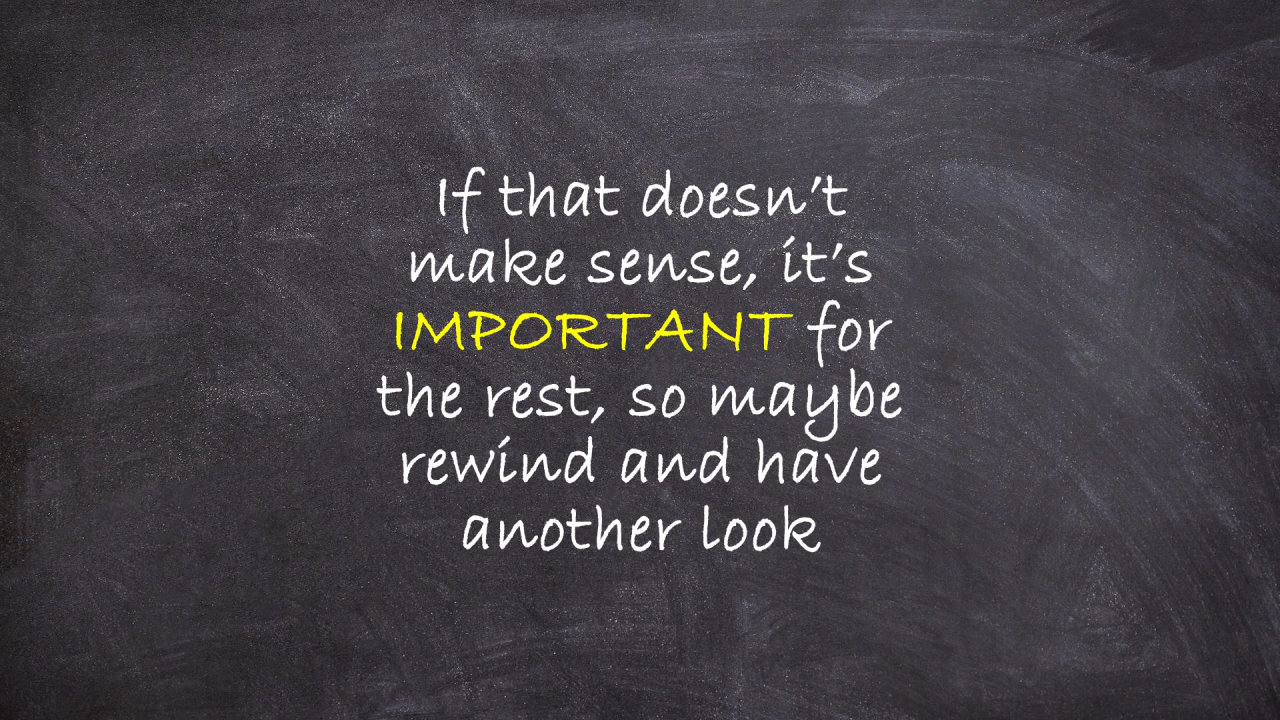 If that doesn't
make sense, it's
IMPORTANT for
the rest, so maybe
rewind and have
another look